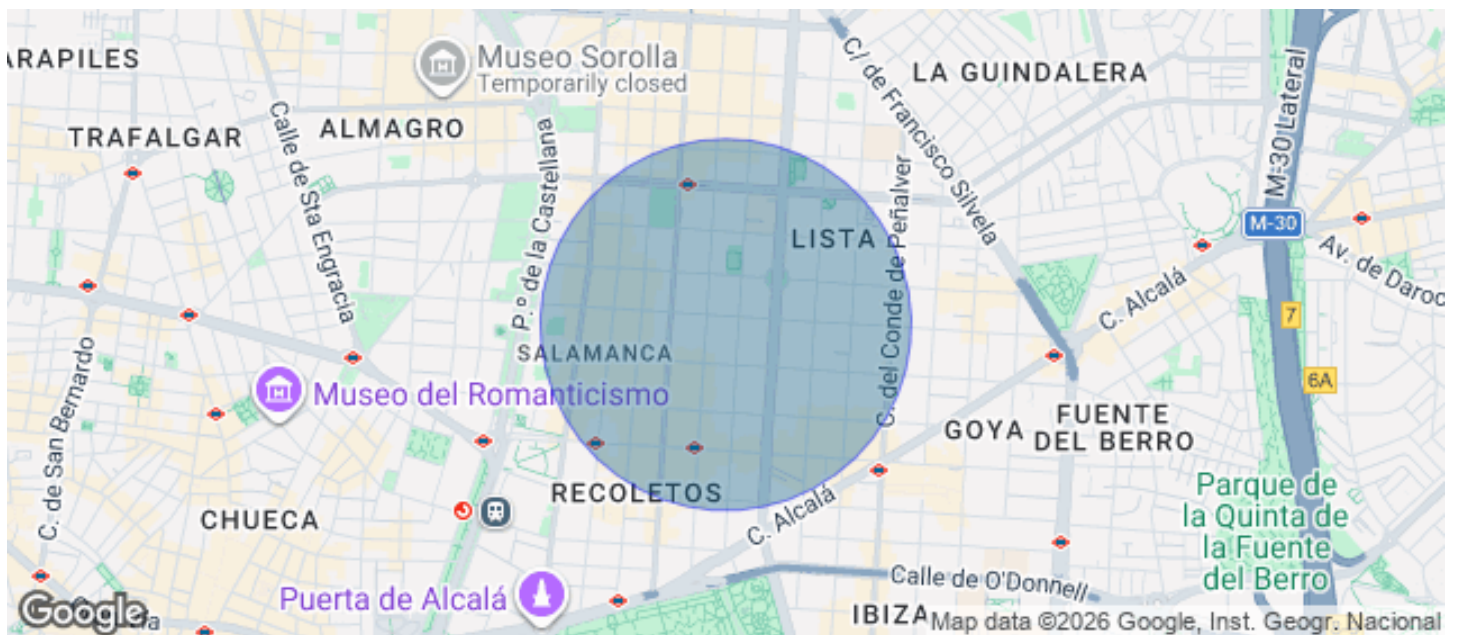 ARAPILES
Museo Sorolla
Temporarily closed
C/ de Francisco Silvela
LA GUINDALERA
M-30 Lateral
TRAFALGAR
ALMAGRO
Calle de Sta Engracia
P.º de la Castellana
LISTA
C. del Conde de Peñalver
M-30
Av. de Daroc
C. Alcalá
7
SALAMANCA
6A
Museo del Romanticismo
C. de San Bernardo
GOYA
FUENTE
DEL BERRO
RECOLETOS
CHUECA
C. Alcalá
Parque de
la Quinta de
la Fuente
del Berro
Puerta de Alcalá
Calle de O'Donnell
IBIZA
Google
Map data ©2026 Google, Inst. Geogr. Nacional